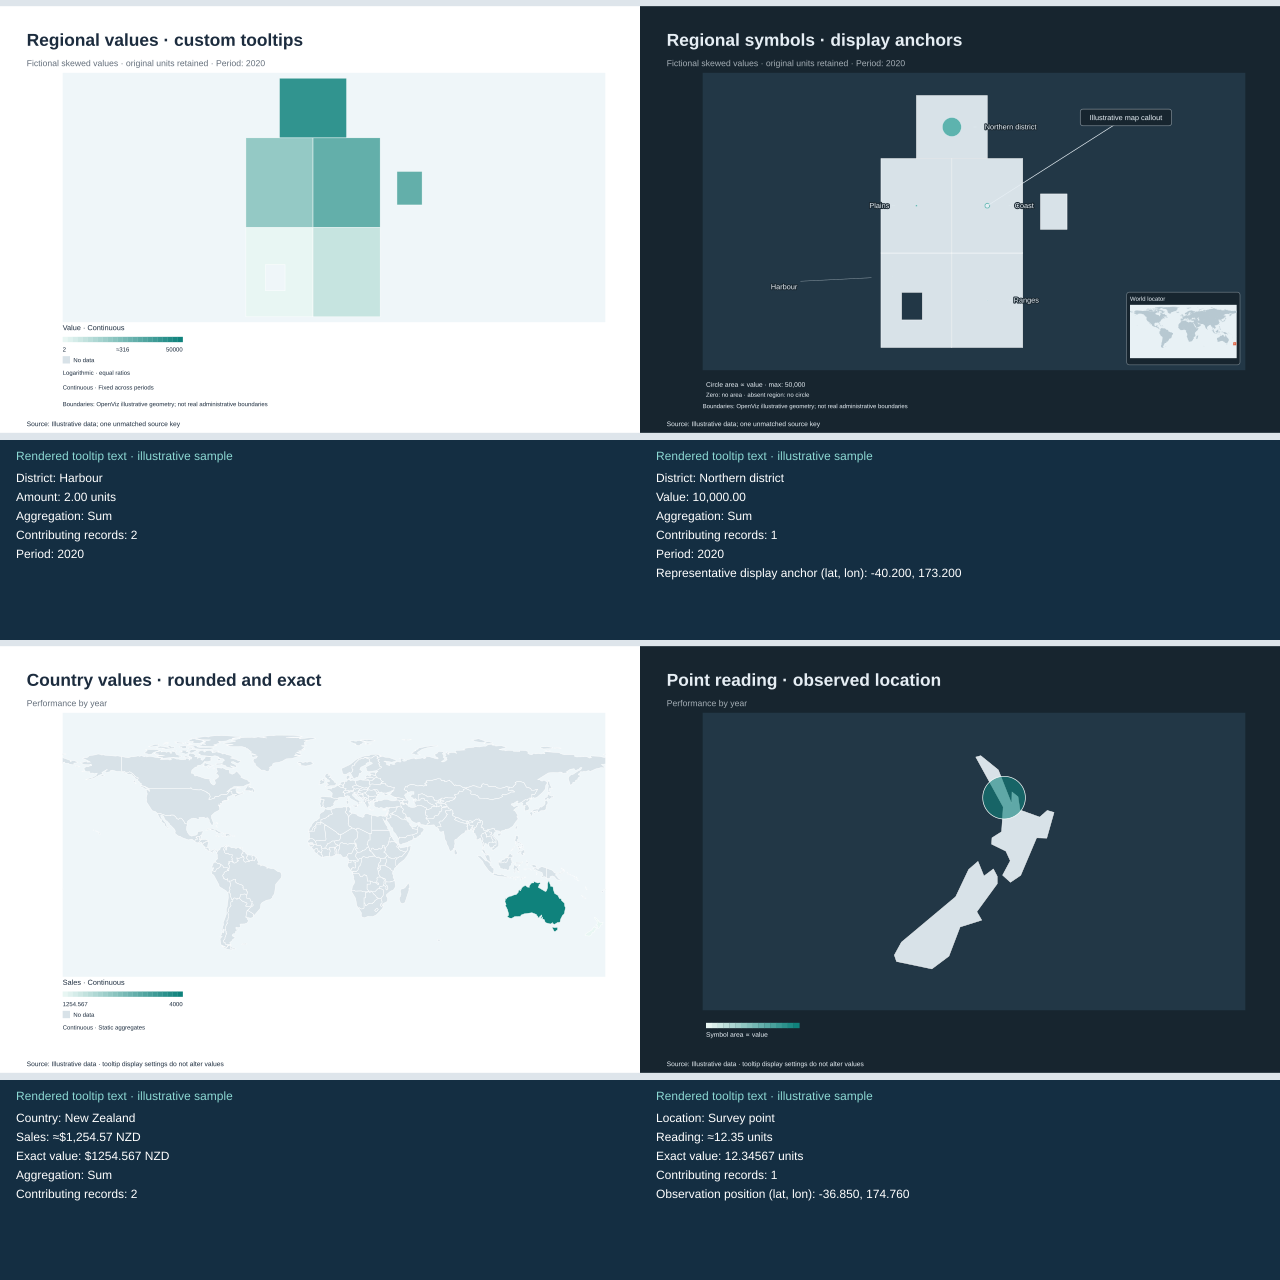 Regional values · custom tooltips
Fictional skewed values · original units retained · Period: 2020
Value · Continuous
2 ≈316 50000
No data
Logarithmic · equal ratios
Continuous · Fixed across periods
Boundaries: OpenViz illustrative geometry; not real administrative boundaries
Source: Illustrative data; one unmatched source key
Regional symbols · display anchors
Fictional skewed values · original units retained · Period: 2020
Illustrative map callout
Northern district
Plains
Coast
Harbour
Ranges
World locator
Circle area = value · max: 50,000
Zero: no area · absent region: no circle
Boundaries: OpenViz illustrative geometry; not real administrative boundaries
Source: Illustrative data; one unmatched source key
Rendered tooltip text · illustrative sample
District: Harbour
Amount: 2.00 units
Aggregation: Sum
Contributing records: 2
Period: 2020
Rendered tooltip text · illustrative sample
District: Northern district
Value: 10,000.00
Aggregation: Sum
Contributing records: 1
Period: 2020
Representative display anchor (lat, lon): -40.200, 173.200
Country values · rounded and exact
Performance by year
Sales · Continuous
1254.567 4000
No data
Continuous · Static aggregates
Source: Illustrative data · tooltip display settings do not alter values
Point reading · observed location
Performance by year
Symbol area = value
Source: Illustrative data · tooltip display settings do not alter values
Rendered tooltip text · illustrative sample
Country: New Zealand
Sales: ≈$1,254.57 NZD
Exact value: $1254.567 NZD
Aggregation: Sum
Contributing records: 2
Rendered tooltip text · illustrative sample
Location: Survey point
Reading: ≈12.35 units
Exact value: 12.34567 units
Contributing records: 1
Observation position (lat, lon): -36.850, 174.760